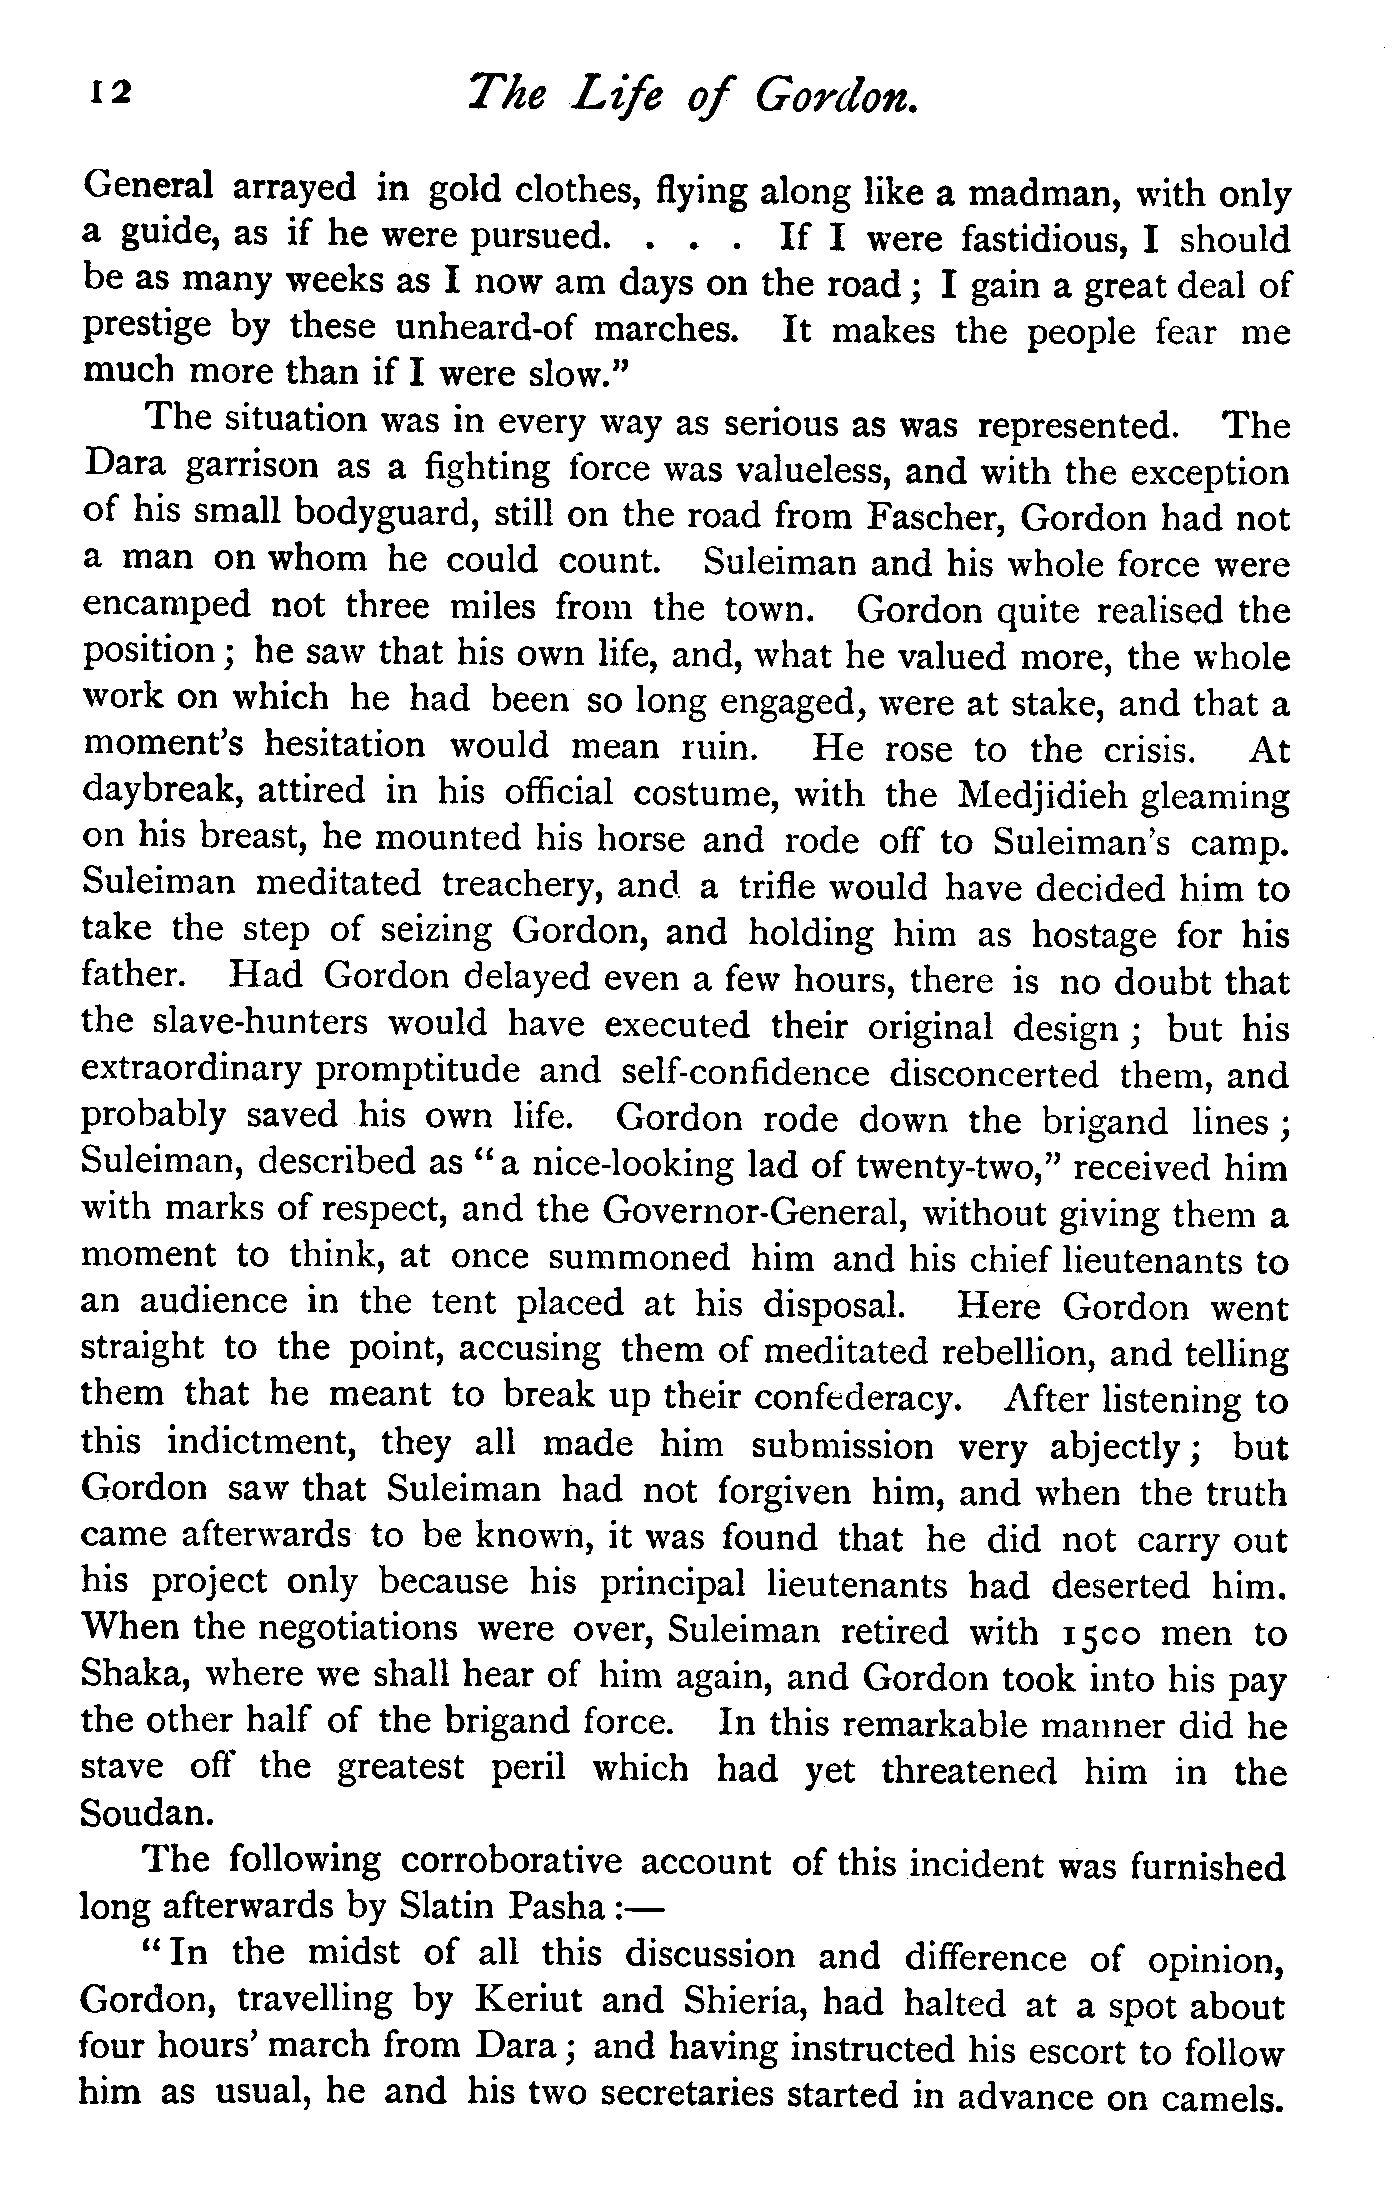 12 The Life of Gordon.
General arrayed in gold clothes, flying along like a madman, with only
a guide, as if he were pursued. . . . If I were fastidious, I should
be as many weeks as I now am days on the road ; I gain a great deal of
prestige by these unheard-of marches. It makes the people fear me
much more than if I were slow."
The situation was in every way as serious as was represented. The
Dara garrison as a fighting force was valueless, and with the exception
of his small bodyguard, still on the road from Fascher, Gordon had not
a man on whom he could count. Suleiman and his whole force were
encamped not three miles from the town. Gordon quite realised the
position ; he saw that his own life, and, what he valued more, the whole
work on which he had been so long engaged, were at stake, and that a
moment's hesitation would mean ruin. He rose to the crisis. At
daybreak, attired in his official costume, with the Medjidieh gleaming
on his breast, he mounted his horse and rode off to Suleiman's camp.
Suleiman meditated treachery, and a trifle would have decided him to
take the step of seizing Gordon, and holding him as hostage for his
father. Had Gordon delayed even a few hours, there is no doubt that
the slave-hunters would have executed their original design ; but his
extraordinary promptitude and self-confidence disconcerted them, and
probably saved his own life. Gordon rode down the brigand lines ;
Suleiman, described as " a nice-looking lad of twenty-two," received him
with marks of respect, and the Governor-General, without giving them a
moment to think, at once summoned him and his chief lieutenants to
an audience in the tent placed at his disposal. Here Gordon went
straight to the point, accusing them of meditated rebellion, and telling
them that he meant to break up their confederacy. After listening to
this indictment, they all made him submission very abjectly ; but
Gordon saw that Suleiman had not forgiven him, and when the truth
came afterwards to be known, it was found that he did not carry out
his project only because his principal lieutenants had deserted him.
When the negotiations were over, Suleiman retired with 1500 men to
Shaka, where we shall hear of him again, and Gordon took into his pay
the other half of the brigand force. In this remarkable manner did he
stave off the greatest peril which had yet threatened him in the
Soudan.
The following corroborative account of this incident was furnished
long afterwards by Slatin Pasha :—
" In the midst of all this discussion and difference of opinion,
Gordon, travelling by Keriut and Shieria, had halted at a spot about
four hours' march from Dara ; and having instructed his escort to follow
him as usual, he and his two secretaries started in advance on camels.